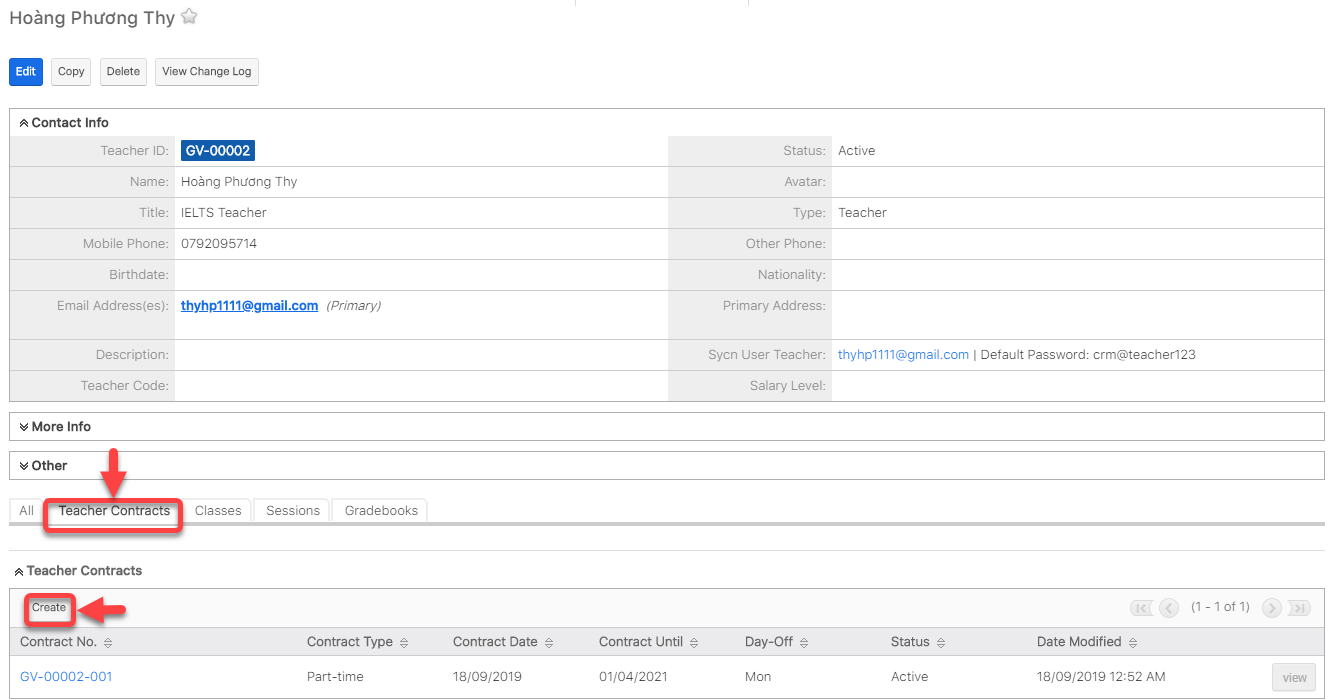 Hoàng Phương Thy
Edit Copy Delete View Change Log
Contact Info
Teacher ID: GV-00002 Status: Active
Name: Hoàng Phương Thy Avatar:
Title: IELTS Teacher Type: Teacher
Mobile Phone: 0792095714 Other Phone:
Birthdate: Nationality:
Email Address(es): thyhp1111@gmail.com (Primary) Primary Address:
Description: Sycn User Teacher: thyhp1111@gmail.com | Default Password: crm@teacher123
Teacher Code: Salary Level:
More Info
Other
All Teacher Contracts Classes Sessions Gradebooks
Teacher Contracts
Create (1 - 1 of 1)
Contract No. Contract Type Contract Date Contract Until Day-Off Status Date Modified
GV-00002-001 Part-time 18/09/2019 01/04/2021 Mon Active 18/09/2019 12:52 AM view